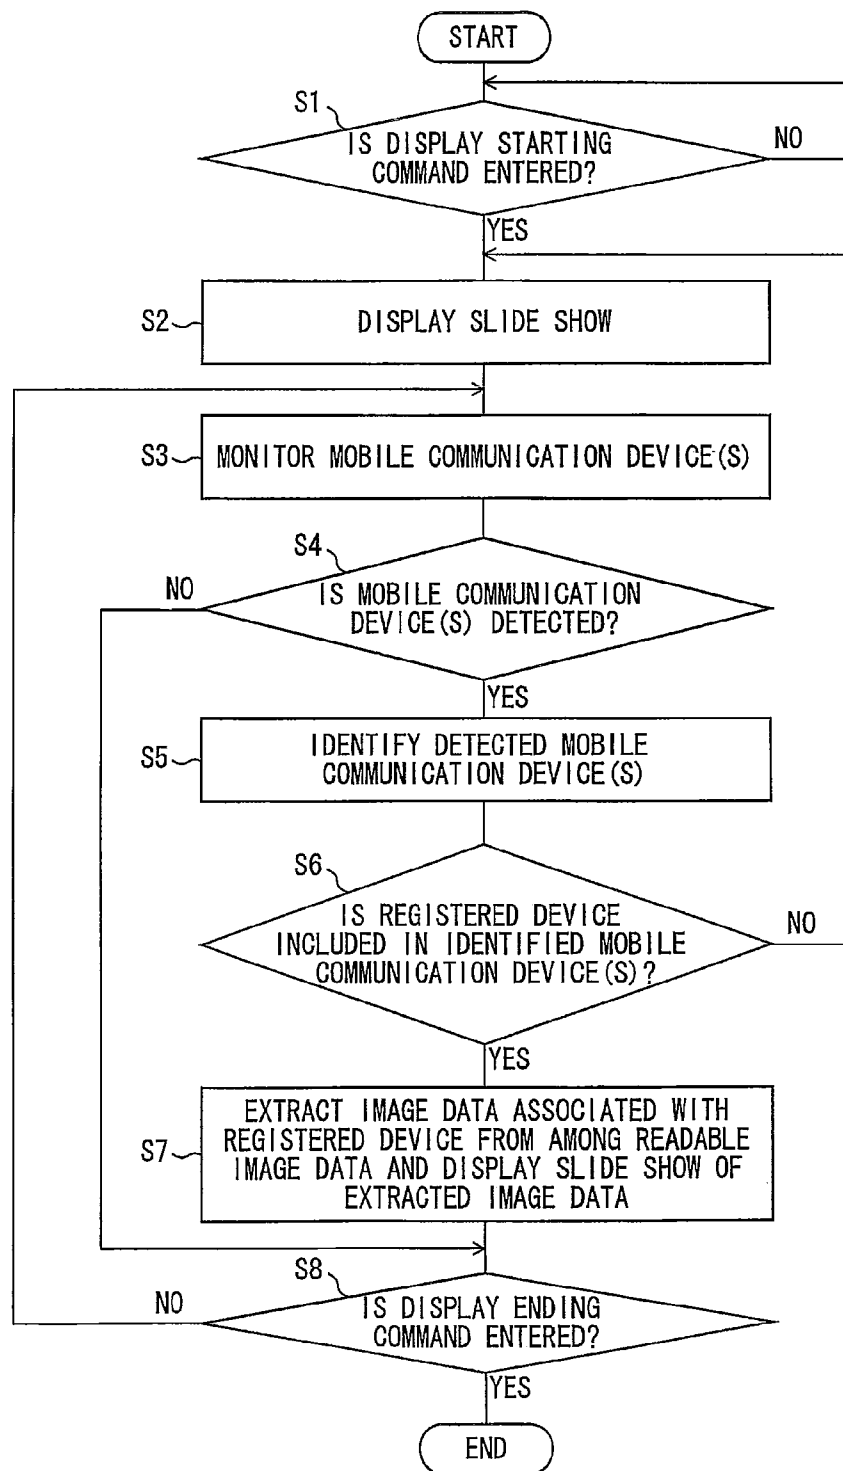 START
S1
IS DISPLAY STARTING
COMMAND ENTERED?
NO
YES
S2
DISPLAY SLIDE SHOW
S3
MONITOR MOBILE COMMUNICATION DEVICE(S)
S4
NO
IS MOBILE COMMUNICATION
DEVICE(S) DETECTED?
YES
S5
IDENTIFY DETECTED MOBILE
COMMUNICATION DEVICE(S)
S6
IS REGISTERED DEVICE
INCLUDED IN IDENTIFIED MOBILE
COMMUNICATION DEVICE(S)?
NO
YES
S7
EXTRACT IMAGE DATA ASSOCIATED WITH
REGISTERED DEVICE FROM AMONG READABLE
IMAGE DATA AND DISPLAY SLIDE SHOW OF
EXTRACTED IMAGE DATA
S8
NO
IS DISPLAY ENDING
COMMAND ENTERED?
YES
END